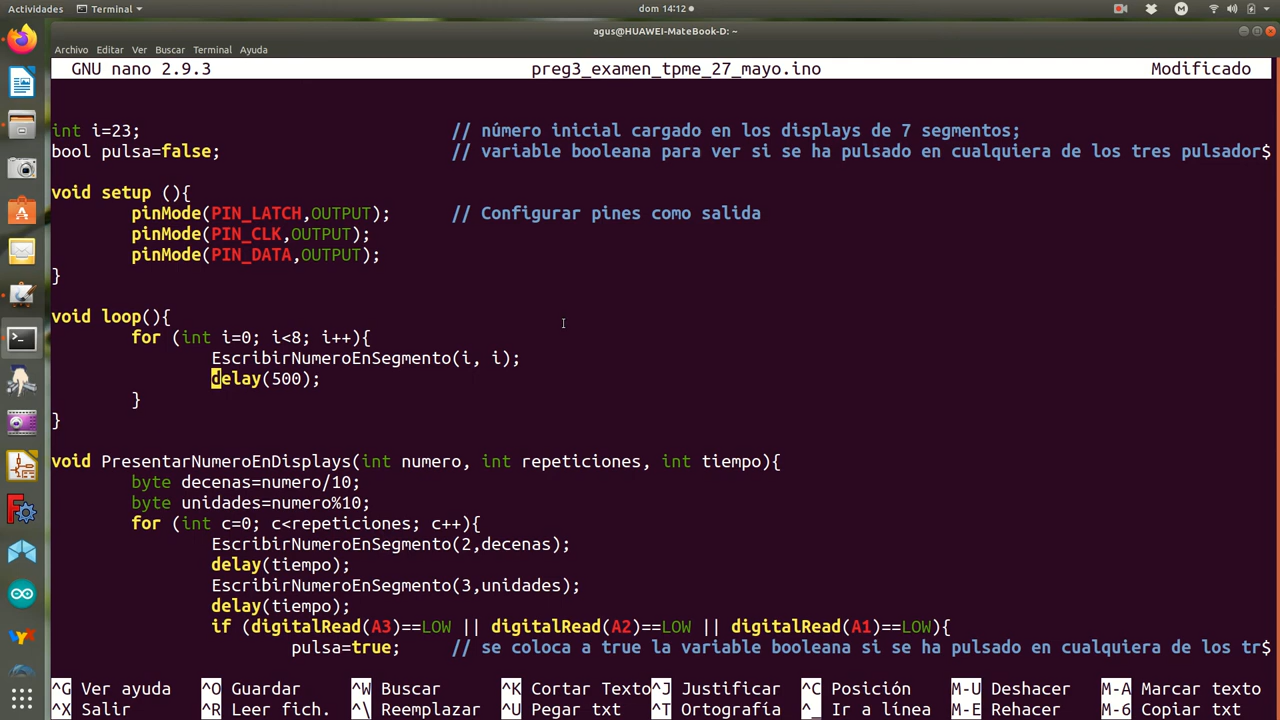 Actividades Terminal dom 14:12
agus@HUAWEI-MateBook-D: ~
Archivo Editar Ver Buscar Terminal Ayuda
GNU nano 2.9.3 preg3_examen_tpme_27_mayo.ino Modificado
int i=23; // número inicial cargado en los displays de 7 segmentos;
bool pulsa=false; // variable booleana para ver si se ha pulsado en cualquiera de los tres pulsador$
void setup (){
pinMode(PIN_LATCH,OUTPUT); // Configurar pines como salida
pinMode(PIN_CLK,OUTPUT);
pinMode(PIN_DATA,OUTPUT);
}
void loop(){
for (int i=0; i<8; i++){
EscribirNumeroEnSegmento(i, i);
delay(500);
}
}
void PresentarNumeroEnDisplays(int numero, int repeticiones, int tiempo){
byte decenas=numero/10;
byte unidades=numero%10;
for (int c=0; c<repeticiones; c++){
EscribirNumeroEnSegmento(2,decenas);
delay(tiempo);
EscribirNumeroEnSegmento(3,unidades);
delay(tiempo);
if (digitalRead(A3)==LOW || digitalRead(A2)==LOW || digitalRead(A1)==LOW){
pulsa=true; // se coloca a true la variable booleana si se ha pulsado en cualquiera de los tr$
^G Ver ayuda ^O Guardar ^W Buscar ^K Cortar Texto ^J Justificar ^C Posición M-U Deshacer M-A Marcar texto
^X Salir ^R Leer fich. ^\ Reemplazar ^U Pegar txt ^T Ortografía ^_ Ir a línea M-E Rehacer M-6 Copiar txt